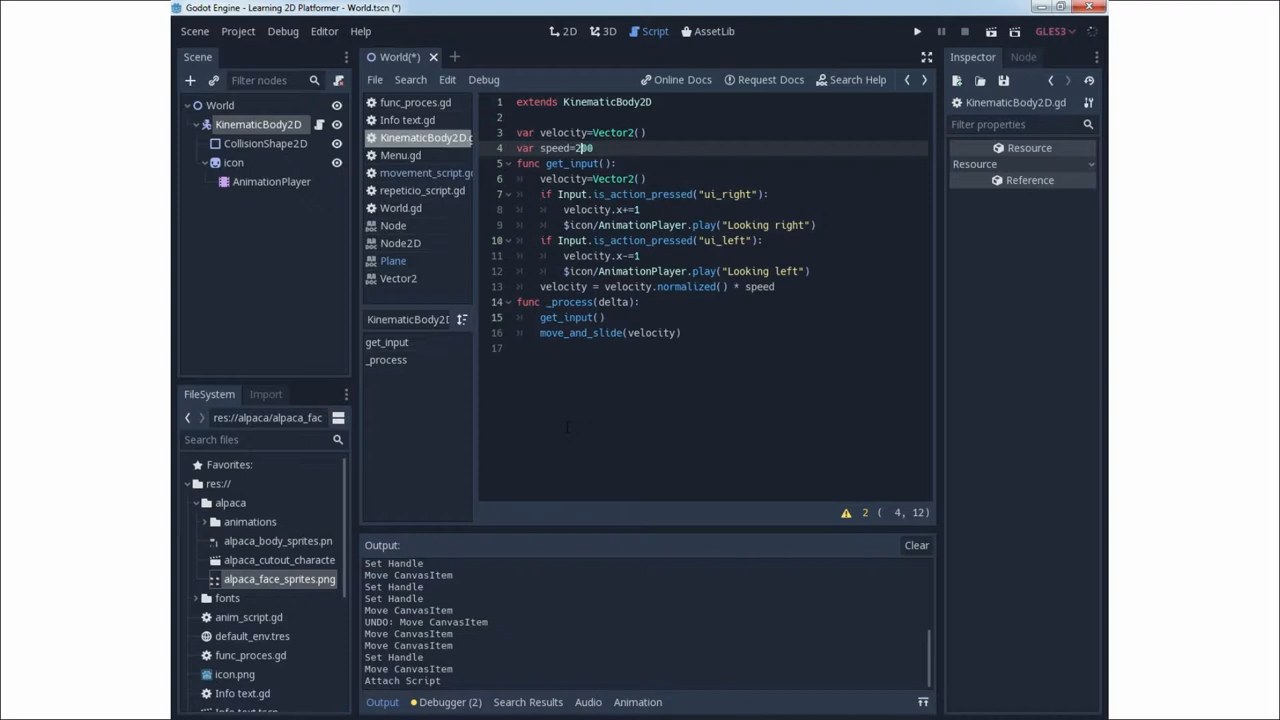 Godot Engine - Learning 2D Platformer - World.tscn (*)
Scene Project Debug Editor Help
2D 3D Script AssetLib
GLES3
Scene
Filter nodes
World
KinematicBody2D
CollisionShape2D
icon
AnimationPlayer
FileSystem Import
res://alpaca/alpaca_fac
Search files
Favorites:
res://
alpaca
animations
alpaca_body_sprites.pn
alpaca_cutout_characte
alpaca_face_sprites.png
fonts
anim_script.gd
default_env.tres
func_proces.gd
icon.png
Info text.gd
World(*)
File Search Edit Debug
Online Docs Request Docs Search Help
func_proces.gd
Info text.gd
KinematicBody2D.g
Menu.gd
movement_script.gd
repeticio_script.gd
World.gd
Node
Node2D
Plane
Vector2
KinematicBody2D
get_input
_process
1 extends KinematicBody2D
2
3 var velocity=Vector2()
4 var speed=200
5 func get_input():
6 velocity=Vector2()
7 if Input.is_action_pressed("ui_right"):
8 velocity.x+=1
9 $icon/AnimationPlayer.play("Looking right")
10 if Input.is_action_pressed("ui_left"):
11 velocity.x-=1
12 $icon/AnimationPlayer.play("Looking left")
13 velocity = velocity.normalized() * speed
14 func _process(delta):
15 get_input()
16 move_and_slide(velocity)
17
2 ( 4, 12)
Output:
Clear
Set Handle
Move CanvasItem
Set Handle
Set Handle
Move CanvasItem
UNDO: Move CanvasItem
Move CanvasItem
Move CanvasItem
Set Handle
Move CanvasItem
Attach Script
Output Debugger (2) Search Results Audio Animation
Inspector Node
KinematicBody2D.gd
Filter properties
Resource
Resource
Reference